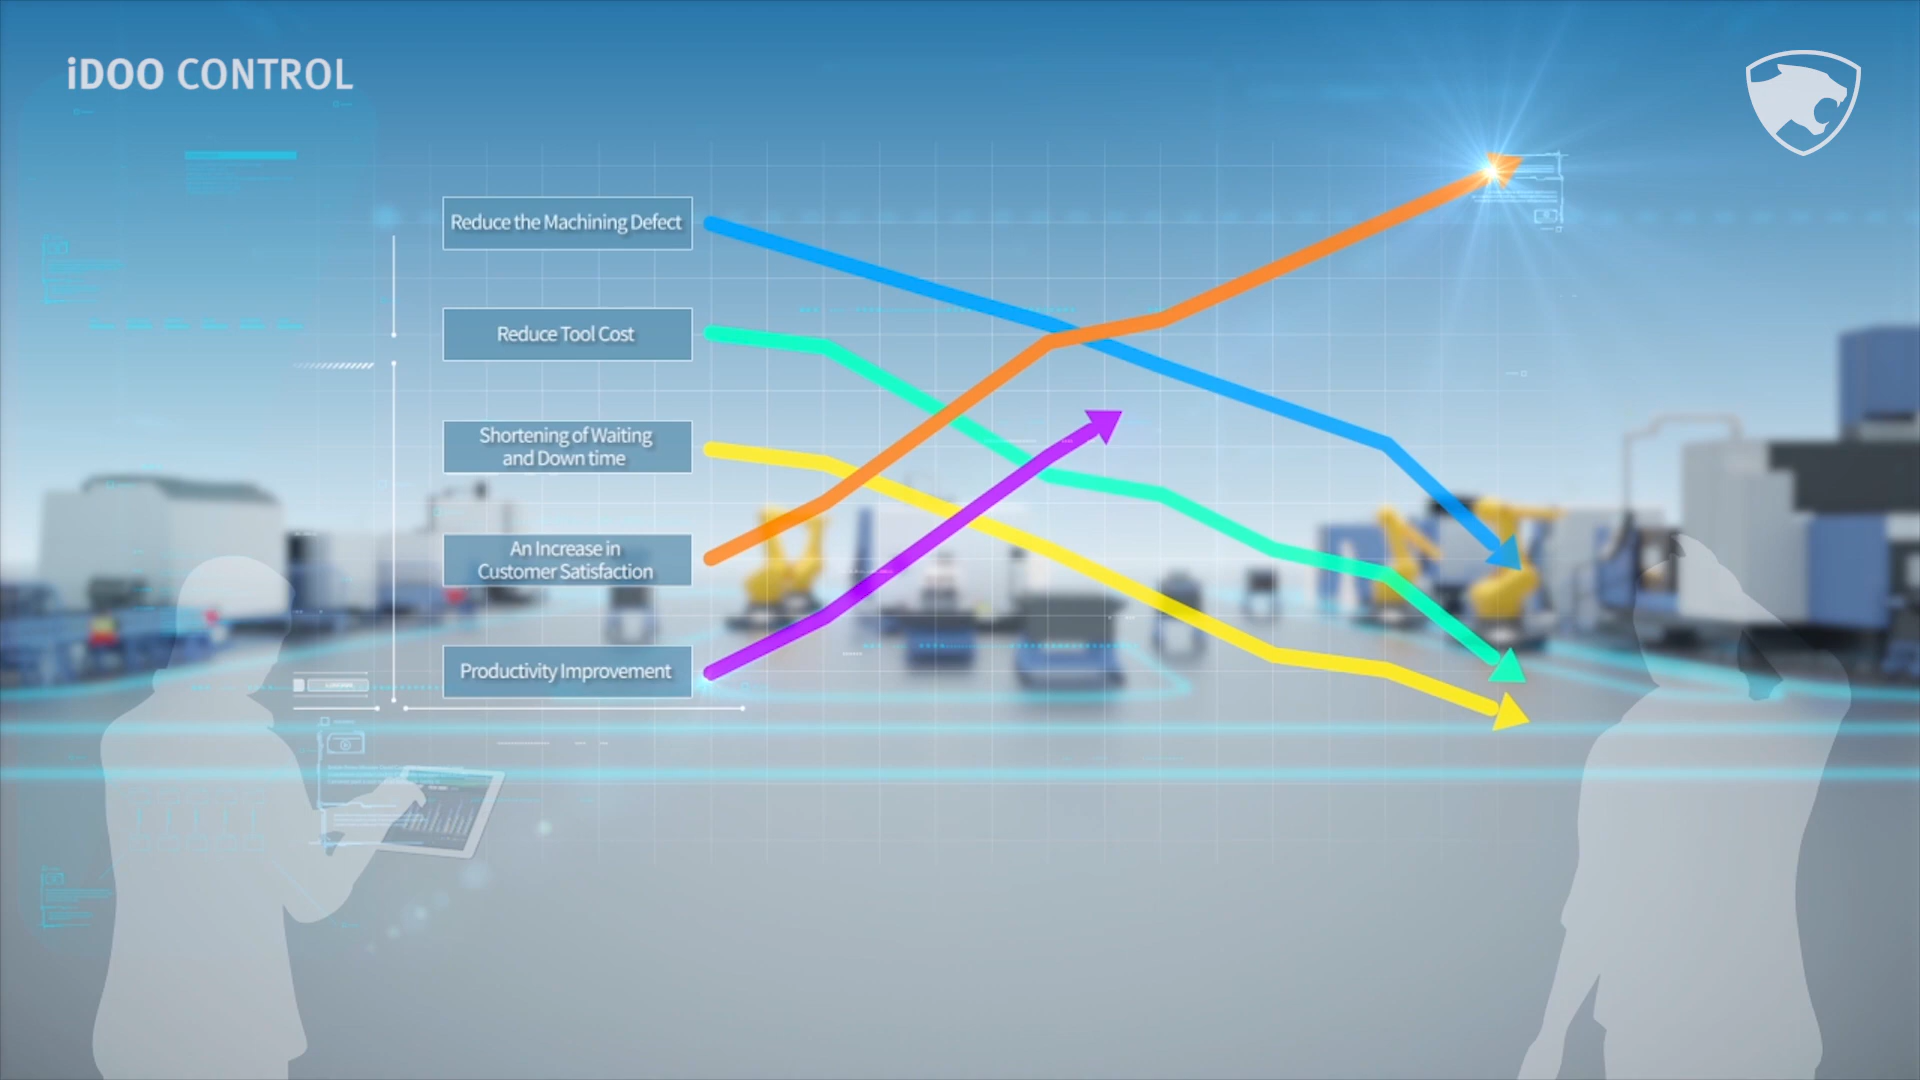 iDOO CONTROL
Reduce the Machining Defect
Reduce Tool Cost
Shortening of Waiting
and Down time
An Increase in
Customer Satisfaction
Productivity Improvement